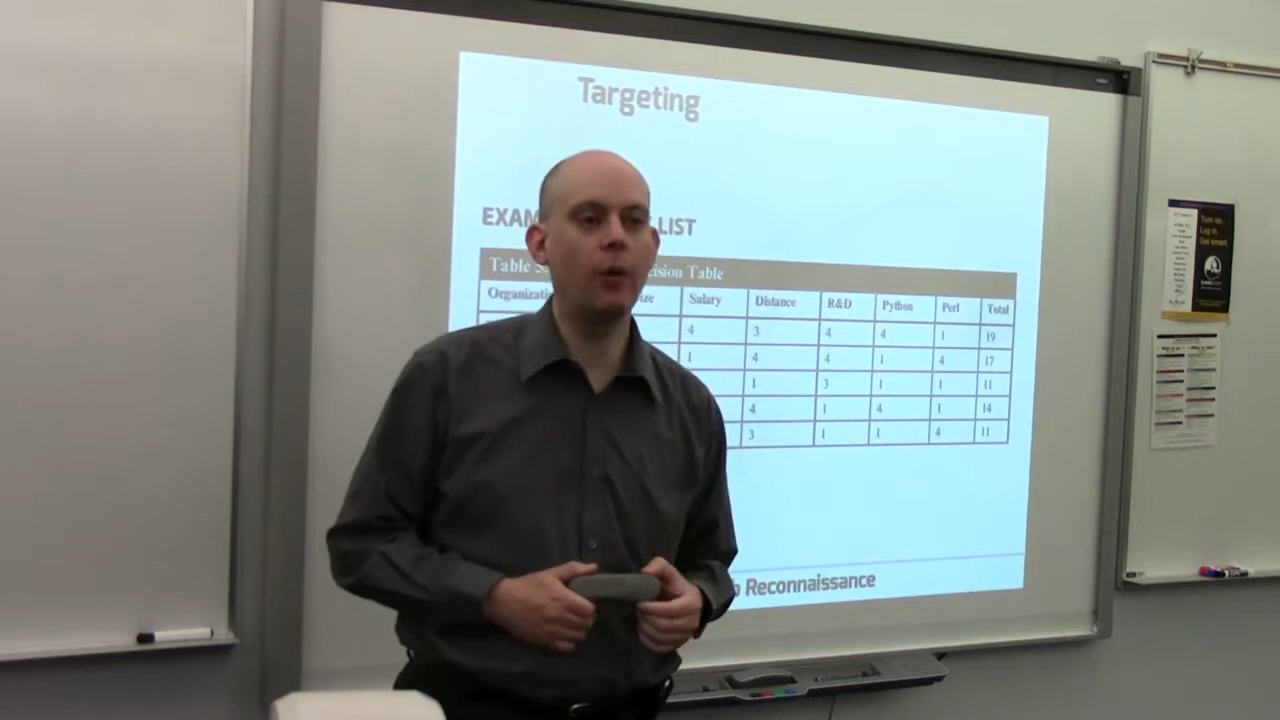 Targeting
EXAM LIST
Table 5 cision Table
Organizati ize Salary Distance R&D Python Perl Total
4 3 4 4 1 19
1 4 4 1 4 17
1 3 1 1 11
4 1 4 1 14
3 1 1 4 11
Reconnaissance
Turn on.
Log in.
Get smart.